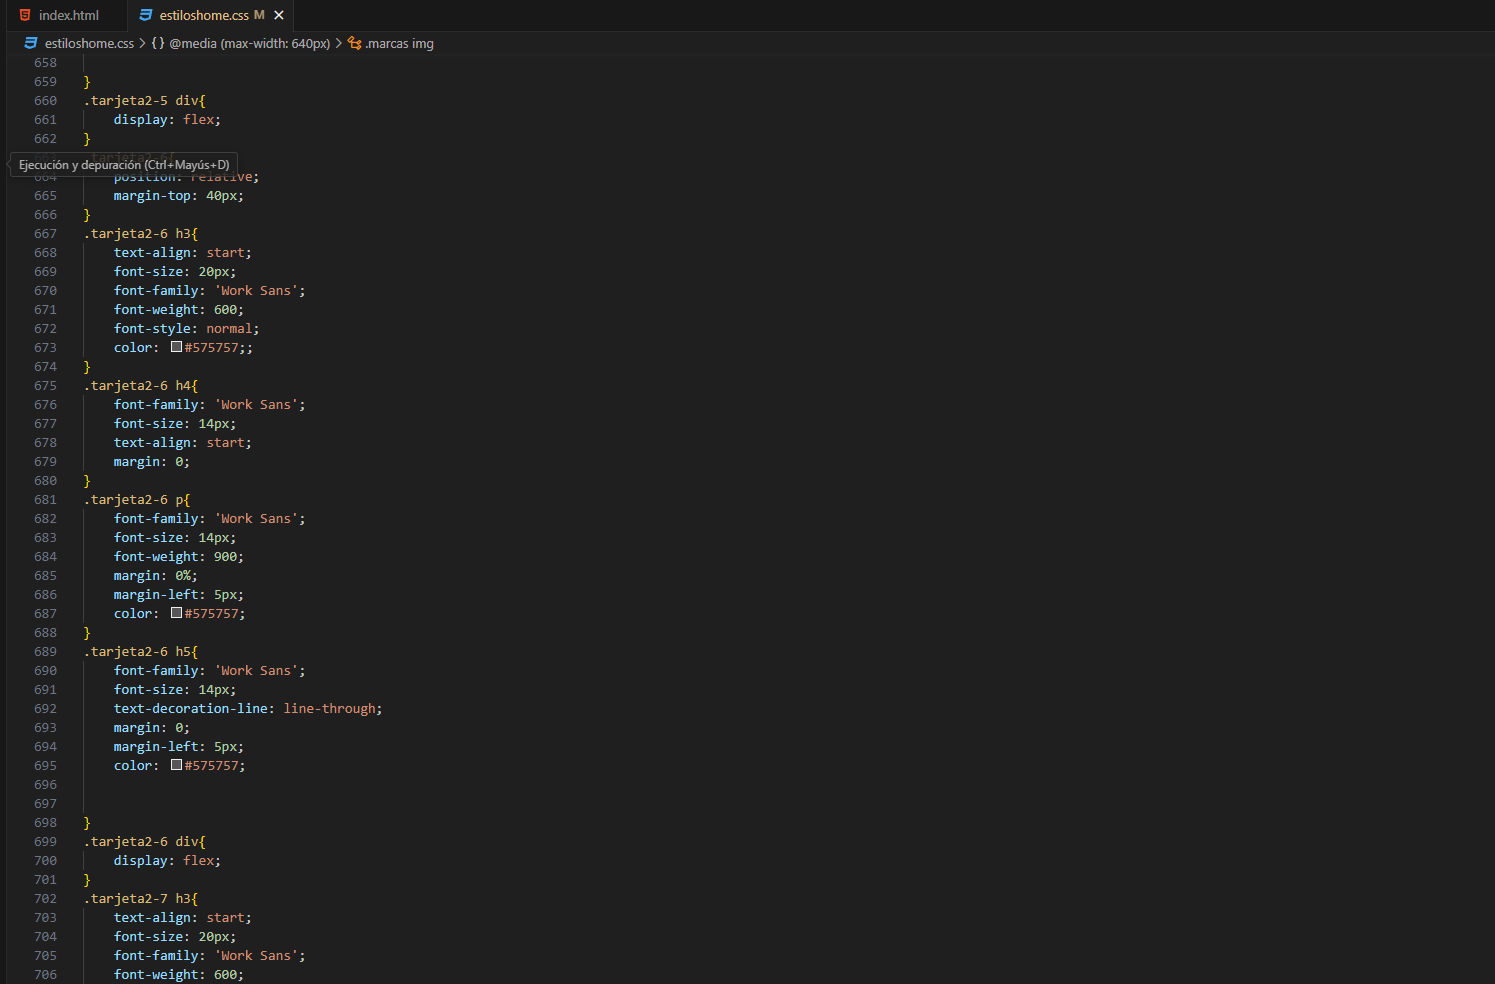 index.html
estiloshome.css M
estiloshome.css > {} @media (max-width: 640px) > .marcas img
658
659 }
660 .tarjeta2-5 div{
661 display: flex;
662 }
Ejecución y depuración (Ctrl+Mayús+D)
664 position: relative;
665 margin-top: 40px;
666 }
667 .tarjeta2-6 h3{
668 text-align: start;
669 font-size: 20px;
670 font-family: 'Work Sans';
671 font-weight: 600;
672 font-style: normal;
673 color: #575757;;
674 }
675 .tarjeta2-6 h4{
676 font-family: 'Work Sans';
677 font-size: 14px;
678 text-align: start;
679 margin: 0;
680 }
681 .tarjeta2-6 p{
682 font-family: 'Work Sans';
683 font-size: 14px;
684 font-weight: 900;
685 margin: 0%;
686 margin-left: 5px;
687 color: #575757;
688 }
689 .tarjeta2-6 h5{
690 font-family: 'Work Sans';
691 font-size: 14px;
692 text-decoration-line: line-through;
693 margin: 0;
694 margin-left: 5px;
695 color: #575757;
696
697
698 }
699 .tarjeta2-6 div{
700 display: flex;
701 }
702 .tarjeta2-7 h3{
703 text-align: start;
704 font-size: 20px;
705 font-family: 'Work Sans';
706 font-weight: 600;